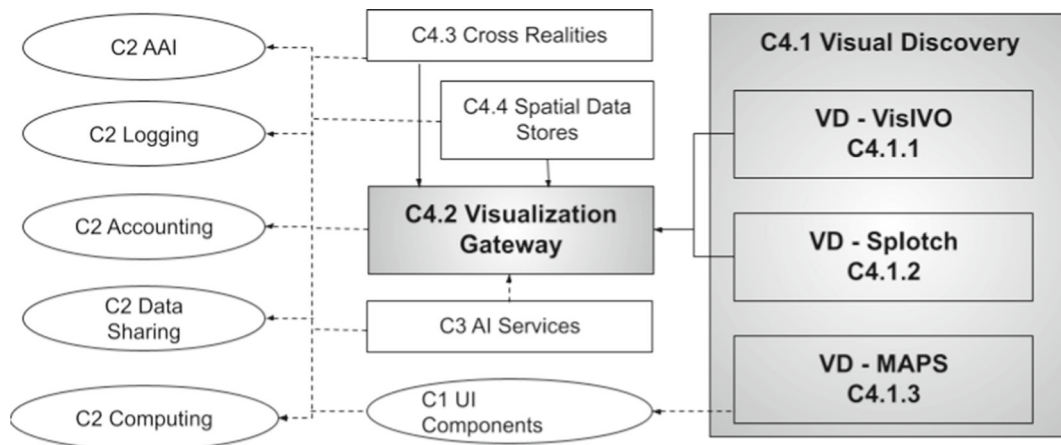 C2 AAI
C2 Logging
C2 Accounting
C2 Data
Sharing
C2 Computing
C4.3 Cross Realities
C4.4 Spatial Data
Stores
C4.2 Visualization
Gateway
C3 AI Services
C1 UI
Components
C4.1 Visual Discovery
VD - VisIVO
C4.1.1
VD - Splotch
C4.1.2
VD - MAPS
C4.1.3